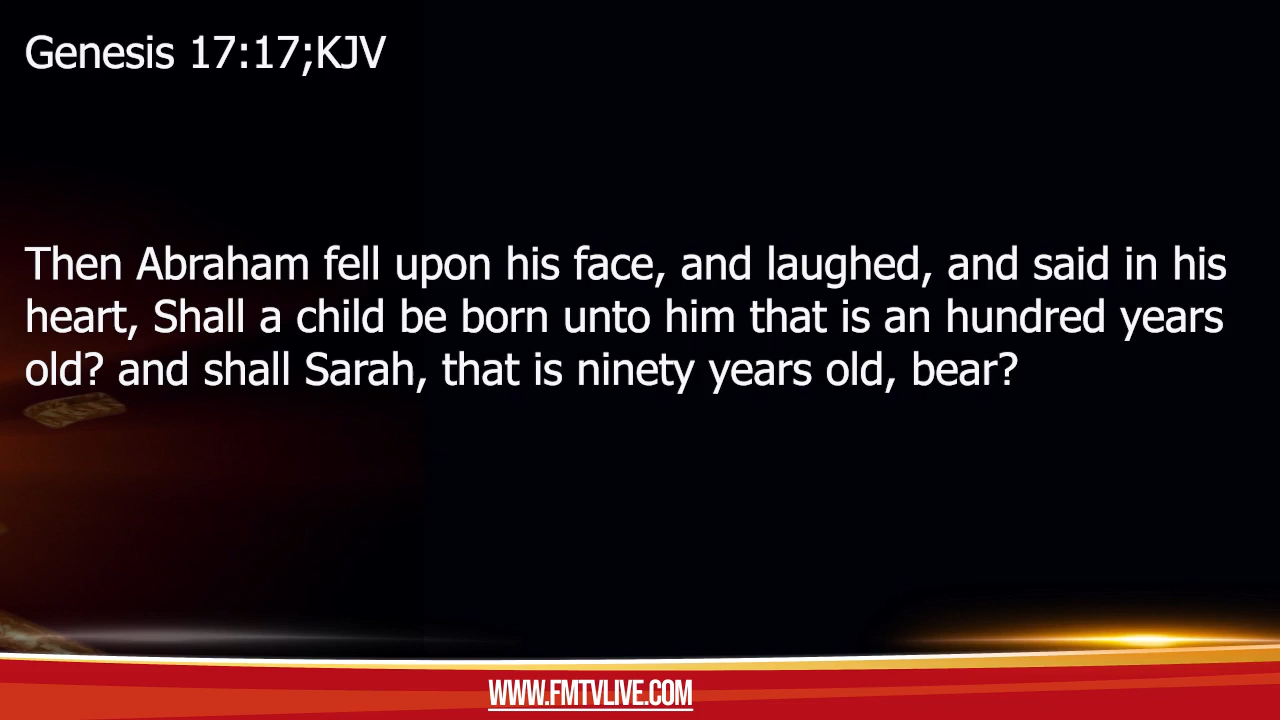 Genesis 17:17;KJV
Then Abraham fell upon his face, and laughed, and said in his
heart, Shall a child be born unto him that is an hundred years
old? and shall Sarah, that is ninety years old, bear?
WWW.FMTVLIVE.COM